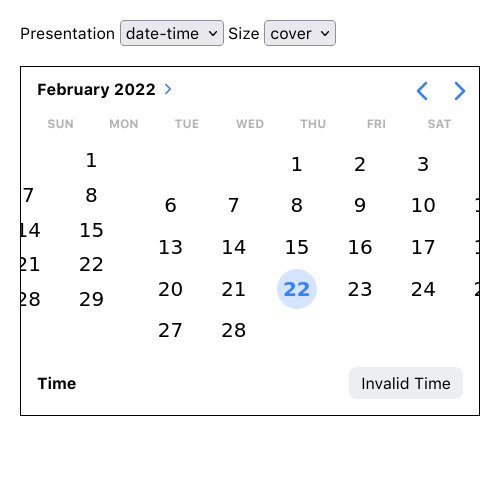 Presentation date-time Size cover
February 2022
SUN MON TUE WED THU FRI SAT
1 1 2 3
7 8 6 7 8 9 10
14 15 13 14 15 16 17
21 22 20 21 22 23 24
28 29 27 28
Time Invalid Time